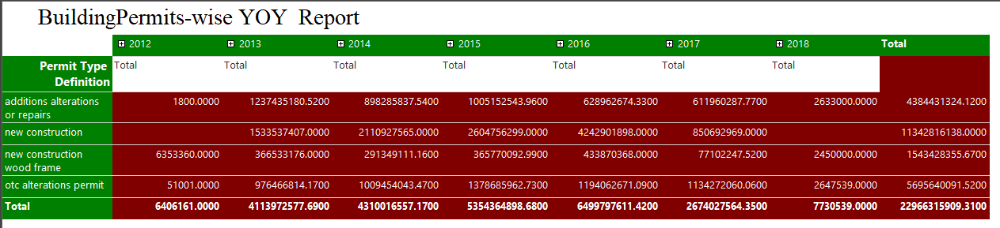 BuildingPermits-wise YOY Report
2012 2013 2014 2015 2016 2017 2018 Total
Permit Type
Definition
Total Total Total Total Total Total Total
additions alterations
or repairs
1800.0000 1237435180.5200 898285837.5400 1005152543.9600 628962674.3300 611960287.7700 2633000.0000 4384431324.1200
new construction 1533537407.0000 2110927565.0000 2604756299.0000 4242901898.0000 850692969.0000 11342816138.0000
new construction
wood frame
6353360.0000 366533176.0000 291349111.1600 365770092.9900 433870368.0000 77102247.5200 2450000.0000 1543428355.6700
otc alterations permit 51001.0000 976466814.1700 1009454043.4700 1378685962.7300 1194062671.0900 1134272060.0600 2647539.0000 5695640091.5200
Total 6406161.0000 4113972577.6900 4310016557.1700 5354364898.6800 6499797611.4200 2674027564.3500 7730539.0000 22966315909.3100